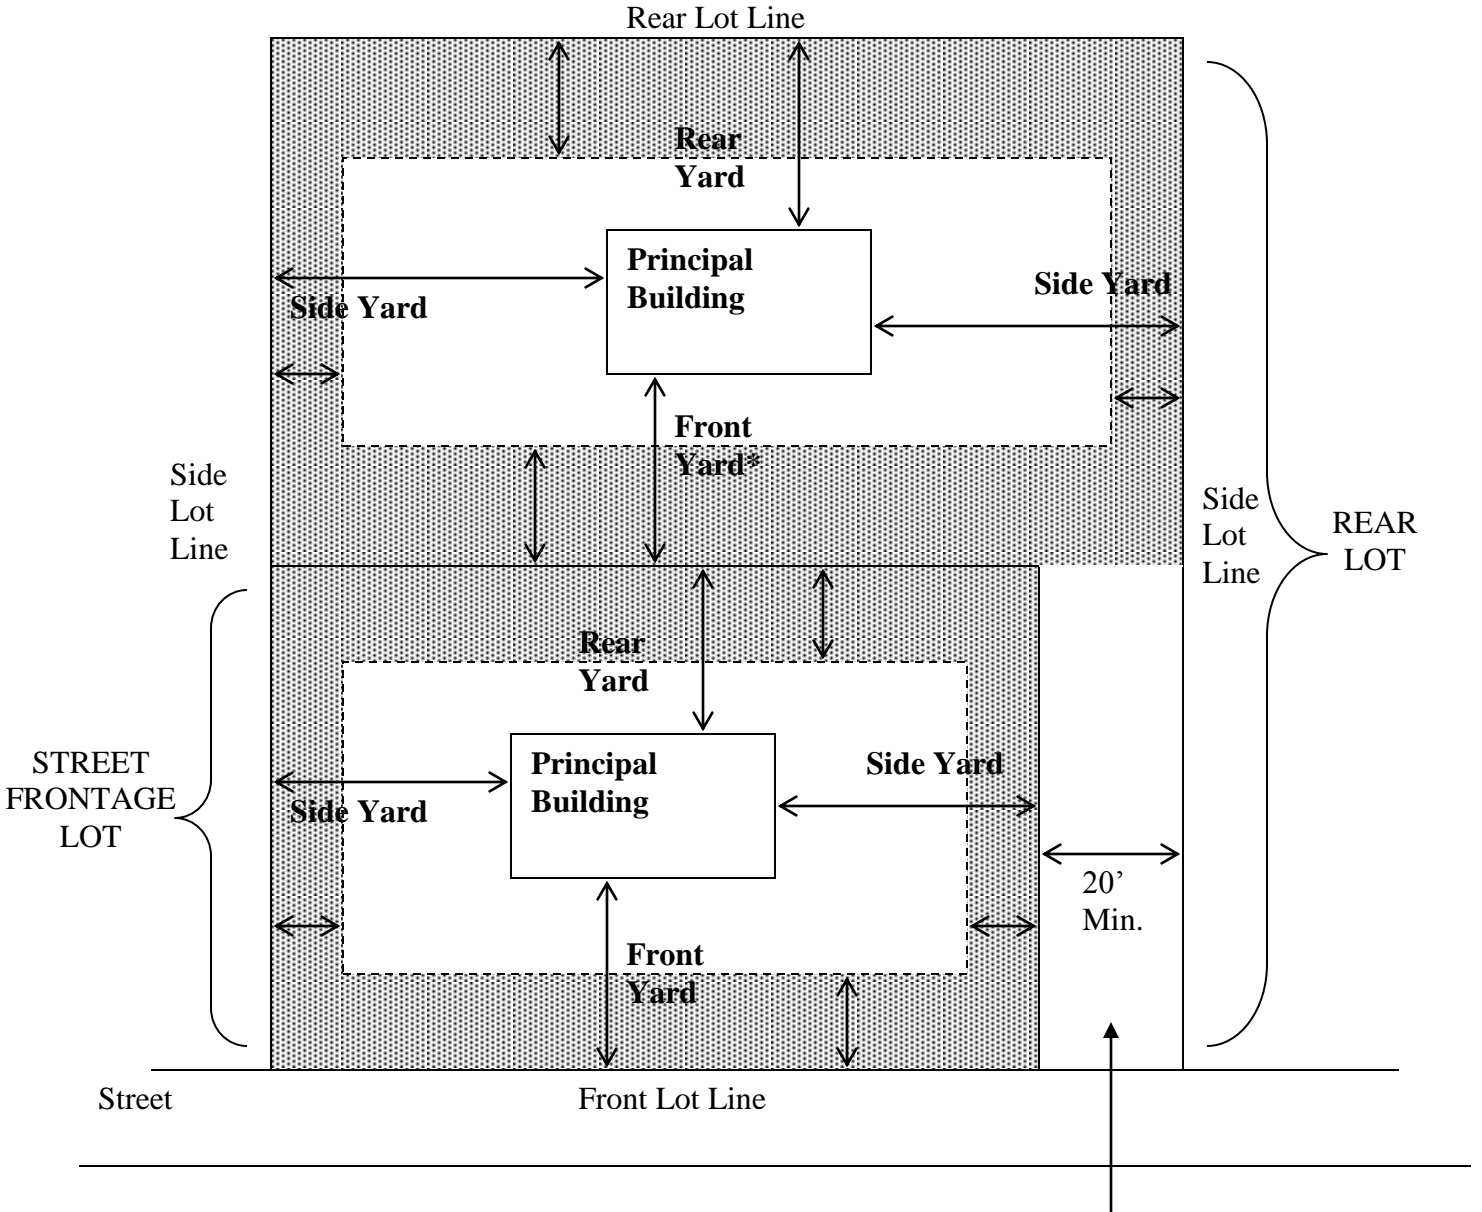 Rear Lot Line
Rear
Yard
Principal
Building
Side Yard
Side Yard
Front
Yard*
Side
Lot
Line
Side
Lot
Line
REAR
LOT
Rear
Yard
STREET
FRONTAGE
LOT
Principal
Building
Side Yard
Side Yard
20’
Min.
Front
Yard
Street
Front Lot Line